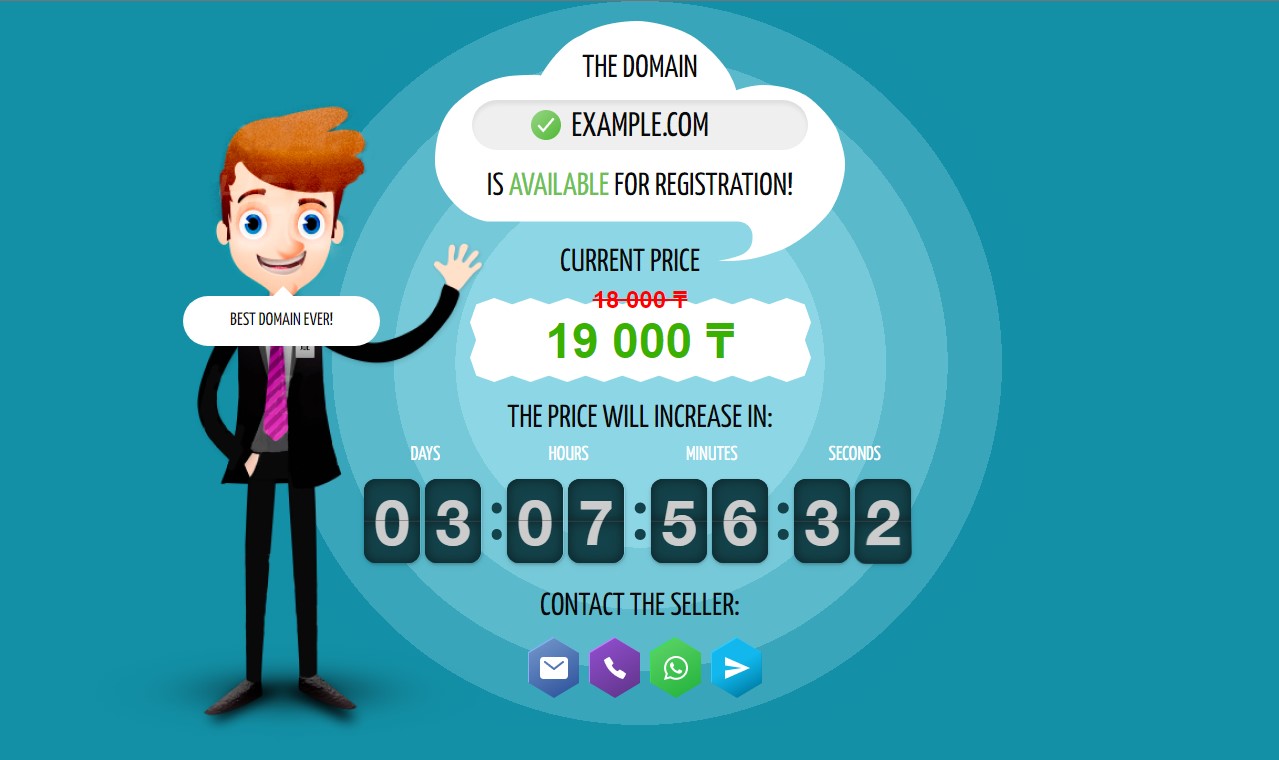 THE DOMAIN
EXAMPLE.COM
IS AVAILABLE FOR REGISTRATION!
CURRENT PRICE
18 000 ₸
19 000 ₸
BEST DOMAIN EVER!
THE PRICE WILL INCREASE IN:
DAYS HOURS MINUTES SECONDS
03:07:56:32
CONTACT THE SELLER: